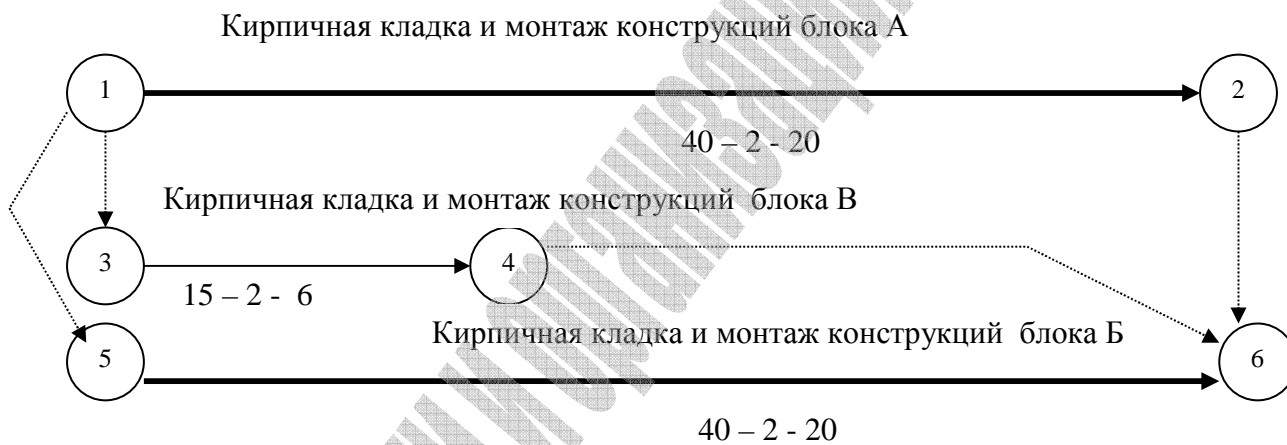 Кирпичная кладка и монтаж конструкций блока А
1
2
40 – 2 - 20
Кирпичная кладка и монтаж конструкций блока В
3
4
15 – 2 - 6
Кирпичная кладка и монтаж конструкций блока Б
5
6
40 – 2 - 20